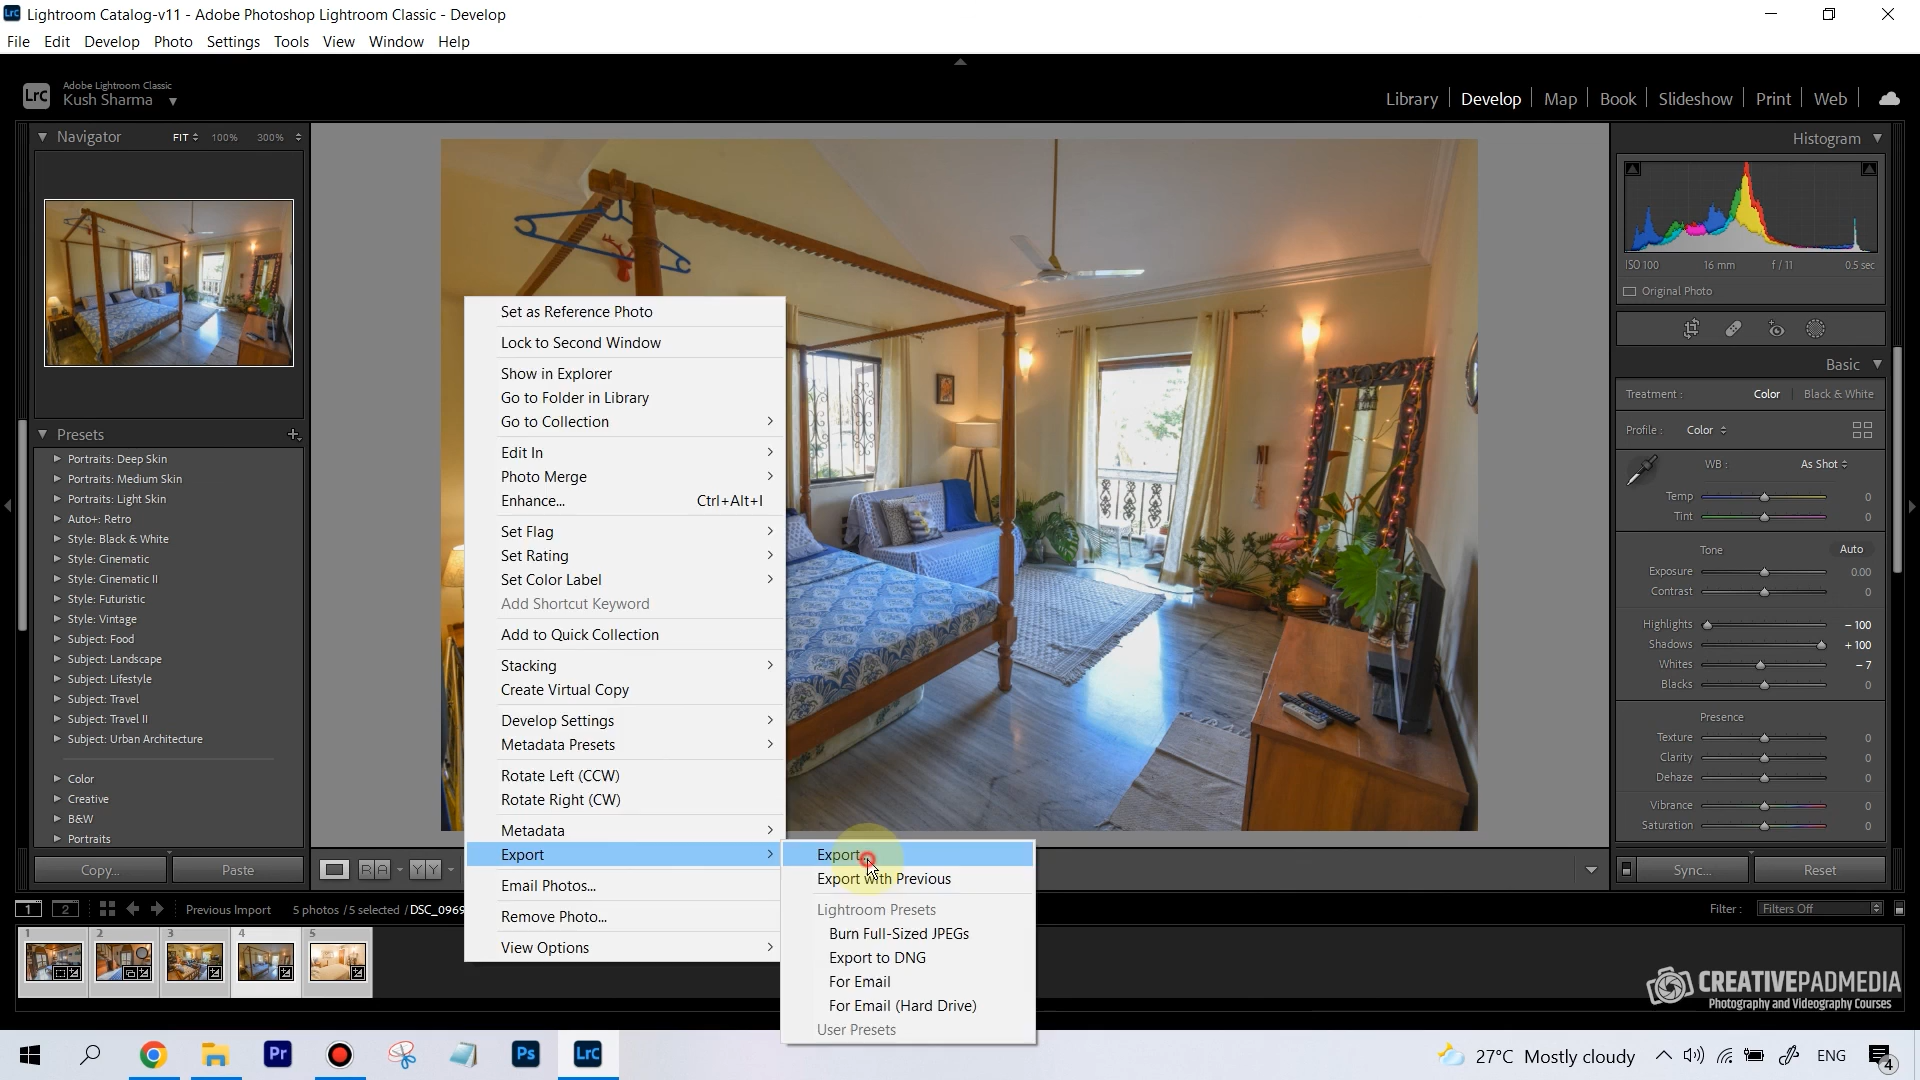 Lightroom Catalog-v11 - Adobe Photoshop Lightroom Classic - Develop
File Edit Develop Photo Settings Tools View Window Help
LrC
Adobe Lightroom Classic
Kush Sharma
Library Develop Map Book Slideshow Print Web
Navigator FIT 100% 300%
Histogram
ISO 100 16 mm f / 11 0.5 sec
Original Photo
Presets
Portraits: Deep Skin
Portraits: Medium Skin
Portraits: Light Skin
Auto+: Retro
Style: Black & White
Style: Cinematic
Style: Cinematic II
Style: Futuristic
Style: Vintage
Subject: Food
Subject: Landscape
Subject: Lifestyle
Subject: Travel
Subject: Travel II
Subject: Urban Architecture
Color
Creative
B&W
Portraits
Copy... Paste
Set as Reference Photo
Lock to Second Window
Show in Explorer
Go to Folder in Library
Go to Collection
Edit In
Photo Merge
Enhance... Ctrl+Alt+I
Set Flag
Set Rating
Set Color Label
Add Shortcut Keyword
Add to Quick Collection
Stacking
Create Virtual Copy
Develop Settings
Metadata Presets
Rotate Left (CCW)
Rotate Right (CW)
Metadata
Export
Email Photos...
Remove Photo...
View Options
Export...
Export with Previous
Lightroom Presets
Burn Full-Sized JPEGs
Export to DNG
For Email
For Email (Hard Drive)
User Presets
Basic
Treatment : Color Black & White
Profile : Color
WB : As Shot
Temp 0
Tint 0
Tone Auto
Exposure 0.00
Contrast 0
Highlights - 100
Shadows + 100
Whites - 7
Blacks 0
Presence
Texture 0
Clarity 0
Dehaze 0
Vibrance 0
Saturation 0
Sync... Reset
R A Y Y
1 2 Previous Import 5 photos / 5 selected / DSC_0969
Filter : Filters Off
1 2 3 4 5
CREATIVEPADMEDIA
Photography and Videography Courses
Pr Ps LrC
27°C Mostly cloudy ENG 4